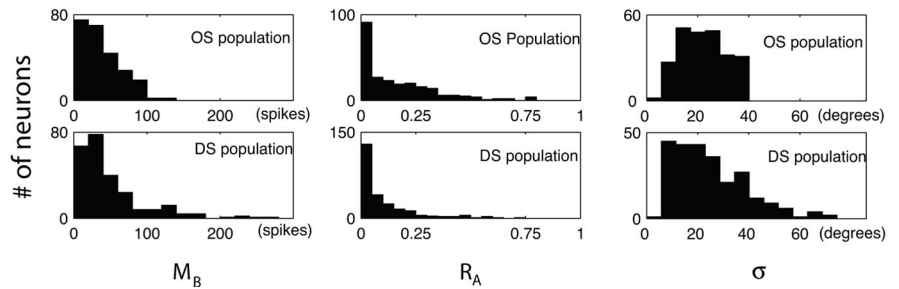 # of neurons
80
0
OS population
0
100
200
(spikes)
100
0
OS Population
0
0.25
0.75
1
60
0
OS population
0
20
40
60
(degrees)
80
0
DS population
0
100
200
(spikes)
150
0
DS population
0
0.25
0.75
1
50
0
DS population
0
20
40
60
(degrees)
M_B
R_A
σ